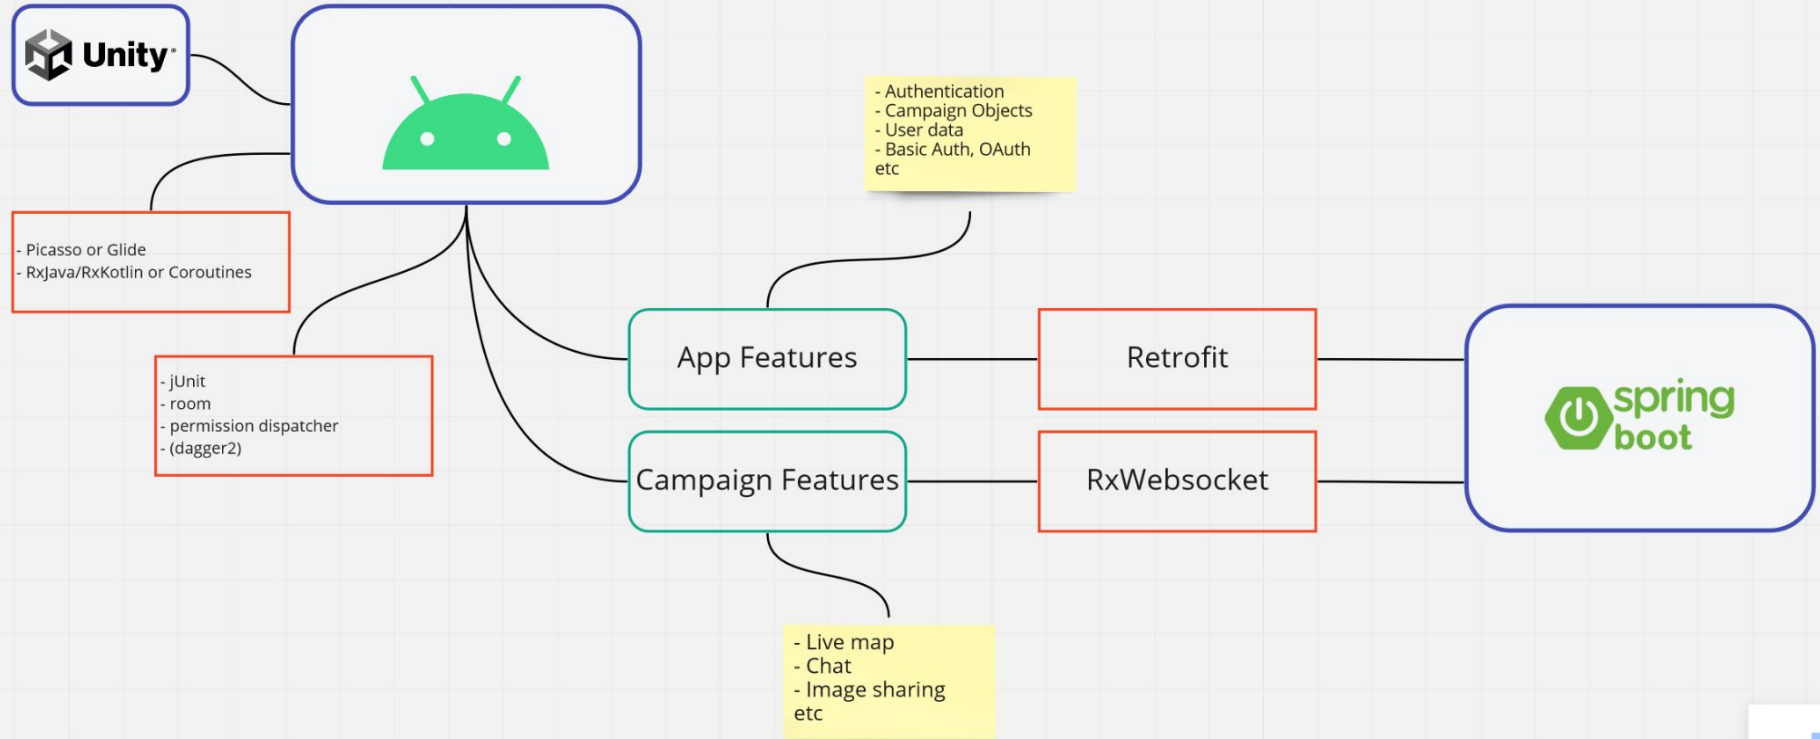 Unity
- Authentication
- Campaign Objects
- User data
- Basic Auth, OAuth
etc
- Picasso or Glide
- RxJava/RxKotlin or Coroutines
- jUnit
- room
- permission dispatcher
- (dagger2)
App Features
Retrofit
spring
boot
Campaign Features
RxWebsocket
- Live map
- Chat
- Image sharing
etc